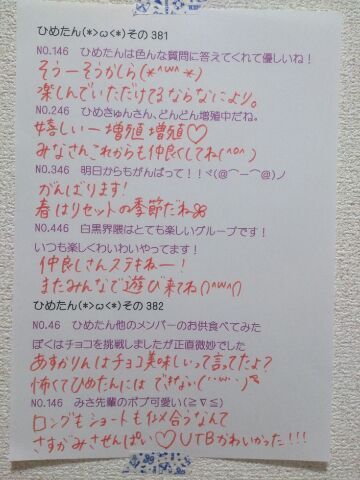 ひめたん(*>ω<*)その381
NO.146 ひめたんは色んな質問に答えてくれて優しいね！
そうーそうかしら(*^w^*)
楽しんでいただけてるならなにより。
NO.246 ひめきゅんさん、どんどん増殖中だね。
嬉しいー増殖増殖♡
みなさんこれからも仲良くしてね(^o^)
NO.346 明日からもがんばって！！ヾ(@⌒ー⌒@)ノ
がんばります！
春はリセットの季節だね
NO.446 白黒界隈はとても楽しいグループです！
いつも楽しくわいわいやってます！
仲良しさんステキねー！
またみんなで遊び来てね()^w^()
ひめたん(*>ω<*)その382
NO.46 ひめたん他のメンバーのお供食べてみた
ぼくはチョコを挑戦しましたが正直微妙でした
あすかりんはチョコ美味しいって言ってたよ？
怖くてひめたんにはできない(´･w･`)
NO.146 みさ先輩のボブ可愛い(≧∇≦)
ロングもショートも似合うなんて
さすがみさせんぱい♡UTBかわいかった!!!